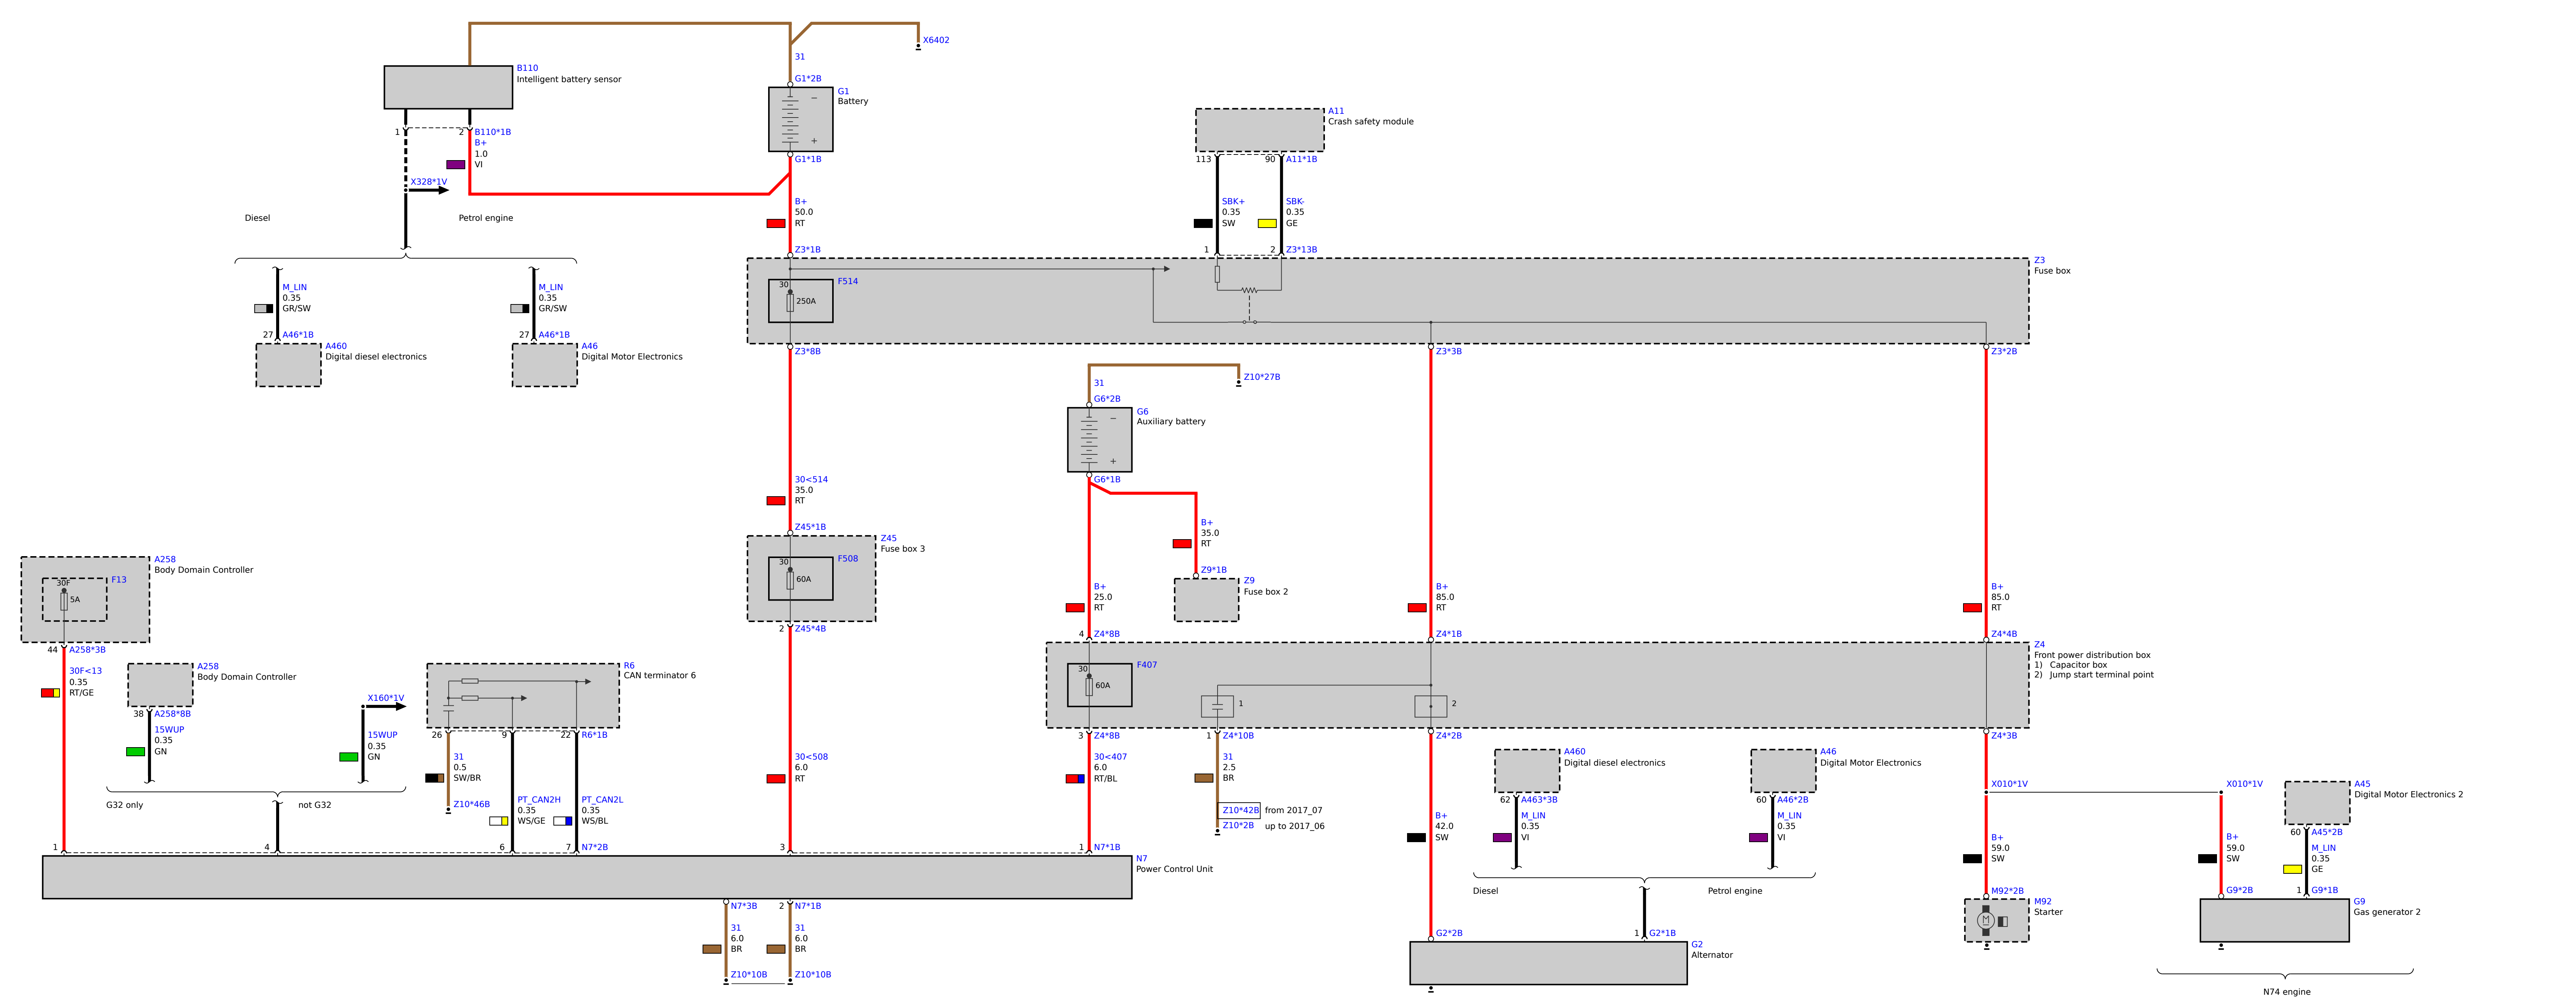 X6402
31
G1*2B
B110
Intelligent battery sensor
G1
Battery
−
+
G1*1B
1
2
B110*1B
B+
1.0
VI
X328*1V
Diesel
Petrol engine
B+
50.0
RT
Z3*1B
A11
Crash safety module
113
90
A11*1B
SBK+
0.35
SW
SBK-
0.35
GE
1
2
Z3*13B
Z3
Fuse box
30
F514
250A
Z3*8B
Z3*3B
Z3*2B
M_LIN
0.35
GR/SW
27
A46*1B
A460
Digital diesel electronics
M_LIN
0.35
GR/SW
27
A46*1B
A46
Digital Motor Electronics
31
Z10*27B
G6*2B
G6
Auxiliary battery
−
+
G6*1B
30<514
35.0
RT
Z45*1B
Z45
Fuse box 3
30
F508
60A
2
Z45*4B
B+
35.0
RT
Z9*1B
Z9
Fuse box 2
B+
25.0
RT
4
Z4*8B
B+
85.0
RT
Z4*1B
B+
85.0
RT
Z4*4B
A258
Body Domain Controller
30F
F13
5A
44
A258*3B
30F<13
0.35
RT/GE
A258
Body Domain Controller
38
A258*8B
15WUP
0.35
GN
X160*1V
15WUP
0.35
GN
G32 only
not G32
R6
CAN terminator 6
26
9
22
R6*1B
31
0.5
SW/BR
Z10*46B
PT_CAN2H
0.35
WS/GE
PT_CAN2L
0.35
WS/BL
Z4
Front power distribution box
1) Capacitor box
2) Jump start terminal point
30
F407
60A
1
2
3
Z4*8B
1
Z4*10B
Z4*2B
Z4*3B
30<508
6.0
RT
30<407
6.0
RT/BL
31
2.5
BR
Z10*42B
from 2017_07
Z10*2B
up to 2017_06
1
4
6
7
N7*2B
3
1
N7*1B
N7
Power Control Unit
N7*3B
2
N7*1B
31
6.0
BR
31
6.0
BR
Z10*10B
Z10*10B
B+
42.0
SW
A460
Digital diesel electronics
62
A463*3B
M_LIN
0.35
VI
A46
Digital Motor Electronics
60
A46*2B
M_LIN
0.35
VI
Diesel
Petrol engine
G2*2B
1
G2*1B
G2
Alternator
X010*1V
X010*1V
B+
59.0
SW
M92*2B
M92
Starter
M
B+
59.0
SW
G9*2B
A45
Digital Motor Electronics 2
60
A45*2B
M_LIN
0.35
GE
1
G9*1B
G9
Gas generator 2
N74 engine